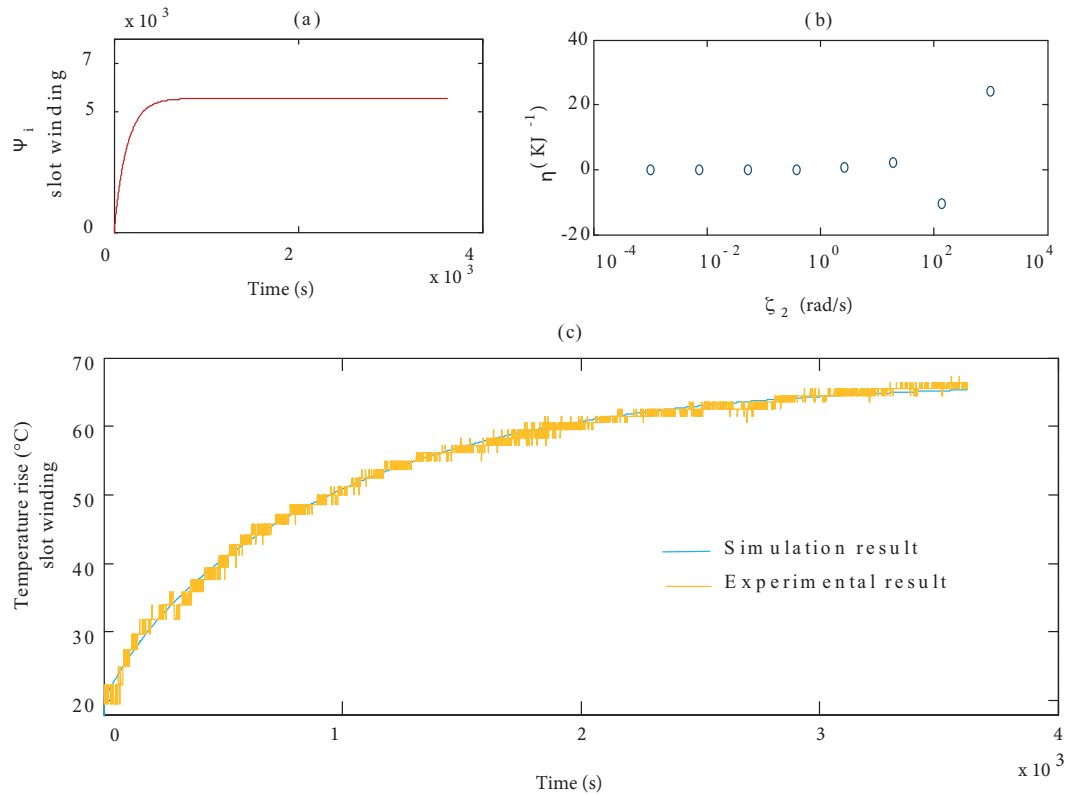 x 10 3
(a)
7
5
0
Ψ i
slot winding
0
2
4
x 10 3
Time (s)
(b)
40
20
0
-20
η( KJ -1)
10 -4
10 -2
10 0
10 2
10 4
ζ 2 (rad/s)
(c)
70
60
50
40
30
20
Temperature rise (°C)
slot winding
Simulation result
Experimental result
0
1
2
3
4
x 10 3
Time (s)